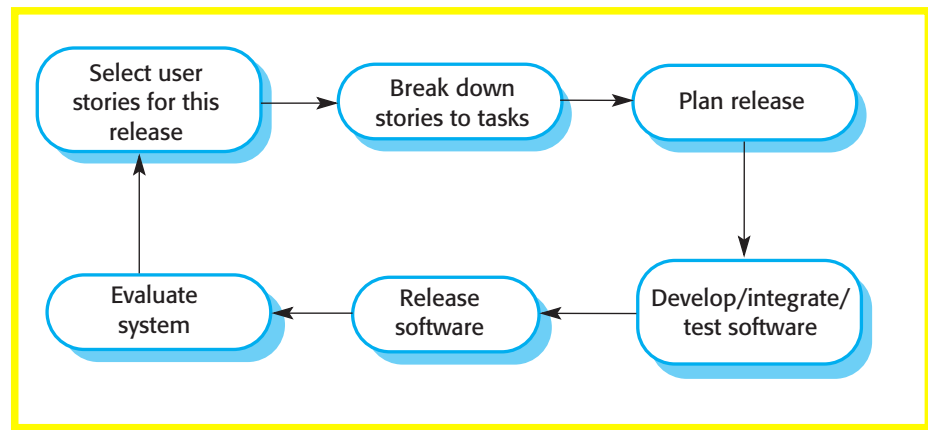 Select user
stories for this
release
Break down
stories to tasks
Plan release
Evaluate
system
Release
software
Develop/integrate/
test software